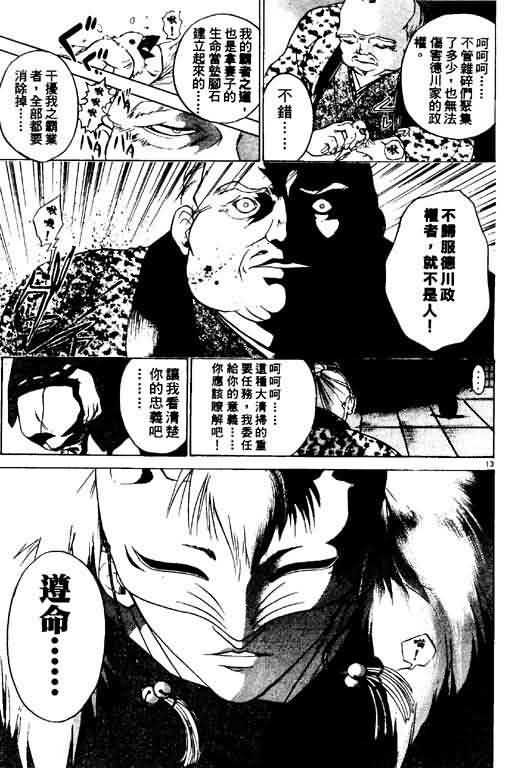 呵呵呵……
不管雜碎們聚集
了多少，也無法
傷害德川家的政
權。
不錯……
啾！
我的霸者之道，
也是拿妻子的
生命當墊腳石
建立起來的！
干擾我之霸業
者，全部都要
消除掉……
不歸服德川政
權者，就不是人！
……
呵呵呵……
這種大清掃的重
要任務，我委任
給你的意義……
你應該瞭解吧！
讓我看清楚
你的忠義吧！
13
遵命……